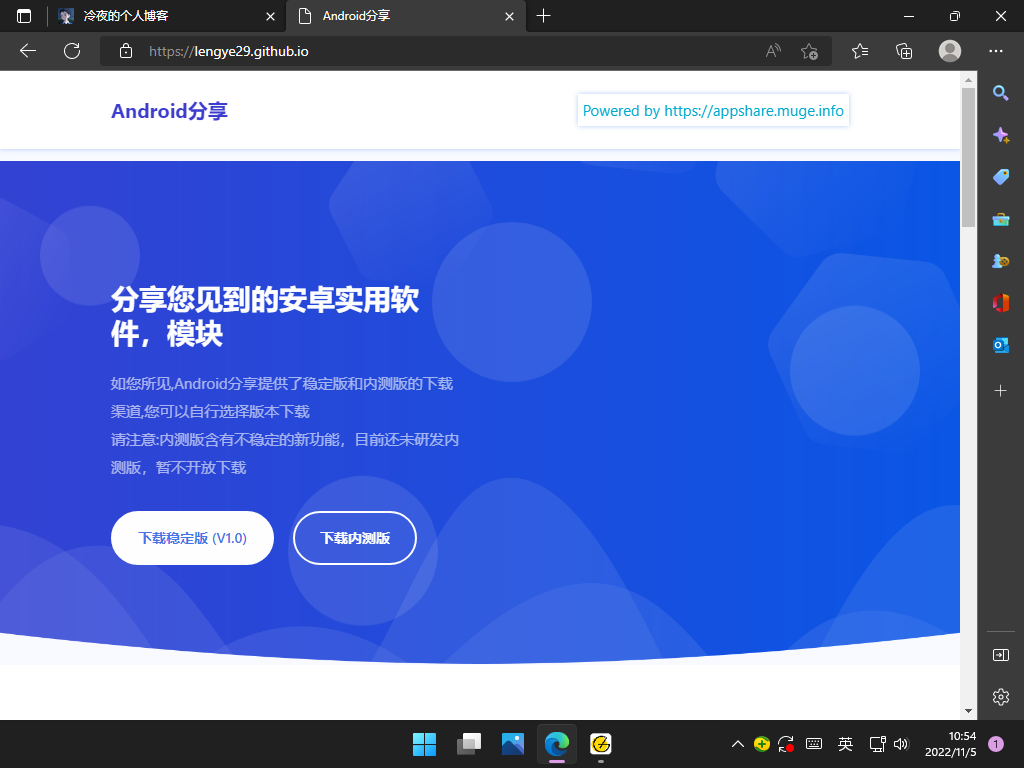 冷夜的个人博客
Android分享
https://lengye29.github.io
Android分享
Powered by https://appshare.muge.info
分享您见到的安卓实用软
件，模块
如您所见,Android分享提供了稳定版和内测版的下载
渠道,您可以自行选择版本下载
请注意:内测版含有不稳定的新功能，目前还未研发内
测版，暂不开放下载
下载稳定版 (V1.0)
下载内测版
英
10:54
2022/11/5
1